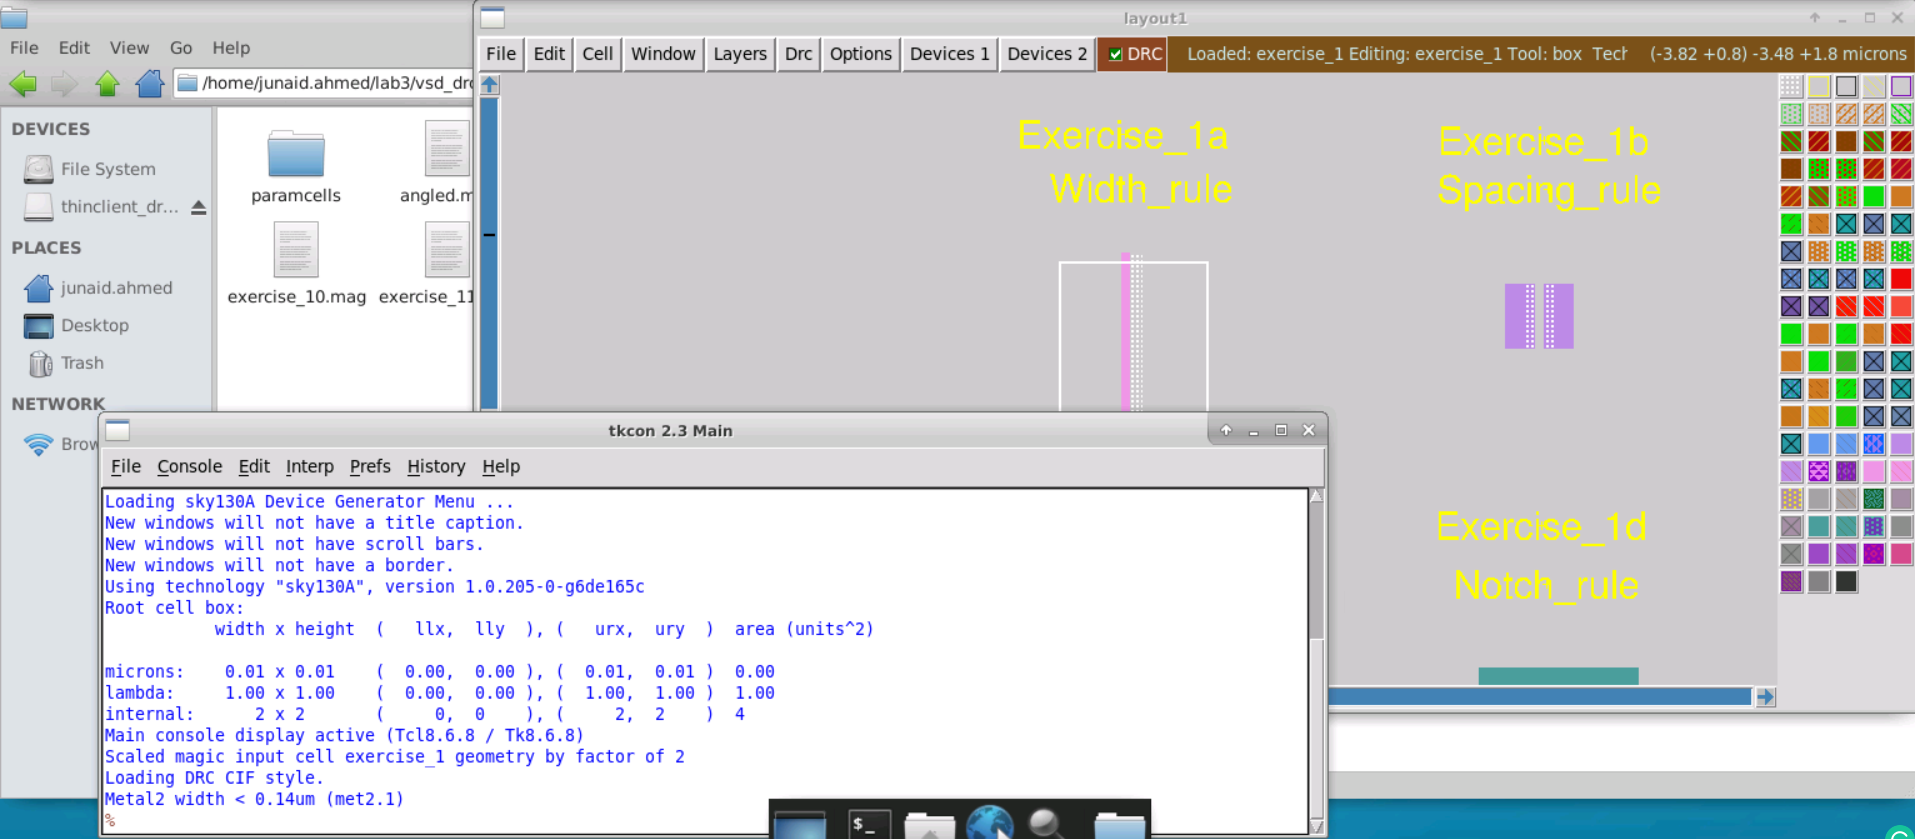 File Edit View Go Help
/home/junaid.ahmed/lab3/vsd_drc
DEVICES
File System
thinclient_dr...
PLACES
junaid.ahmed
Desktop
Trash
NETWORK
Brow
paramcells
angled.m
exercise_10.mag
exercise_11
layout1
File Edit Cell Window Layers Drc Options Devices 1 Devices 2 DRC
Loaded: exercise_1 Editing: exercise_1 Tool: box Tech (-3.82 +0.8) -3.48 +1.8 microns
Exercise_1a
Width_rule
Exercise_1b
Spacing_rule
Exercise_1d
Notch_rule
tkcon 2.3 Main
File Console Edit Interp Prefs History Help
Loading sky130A Device Generator Menu ...
New windows will not have a title caption.
New windows will not have scroll bars.
New windows will not have a border.
Using technology "sky130A", version 1.0.205-0-g6de165c
Root cell box:
width x height ( llx, lly ), ( urx, ury ) area (units^2)
microns: 0.01 x 0.01 ( 0.00, 0.00 ), ( 0.01, 0.01 ) 0.00
lambda: 1.00 x 1.00 ( 0.00, 0.00 ), ( 1.00, 1.00 ) 1.00
internal: 2 x 2 ( 0, 0 ), ( 2, 2 ) 4
Main console display active (Tcl8.6.8 / Tk8.6.8)
Scaled magic input cell exercise_1 geometry by factor of 2
Loading DRC CIF style.
Metal2 width < 0.14um (met2.1)
%
$_